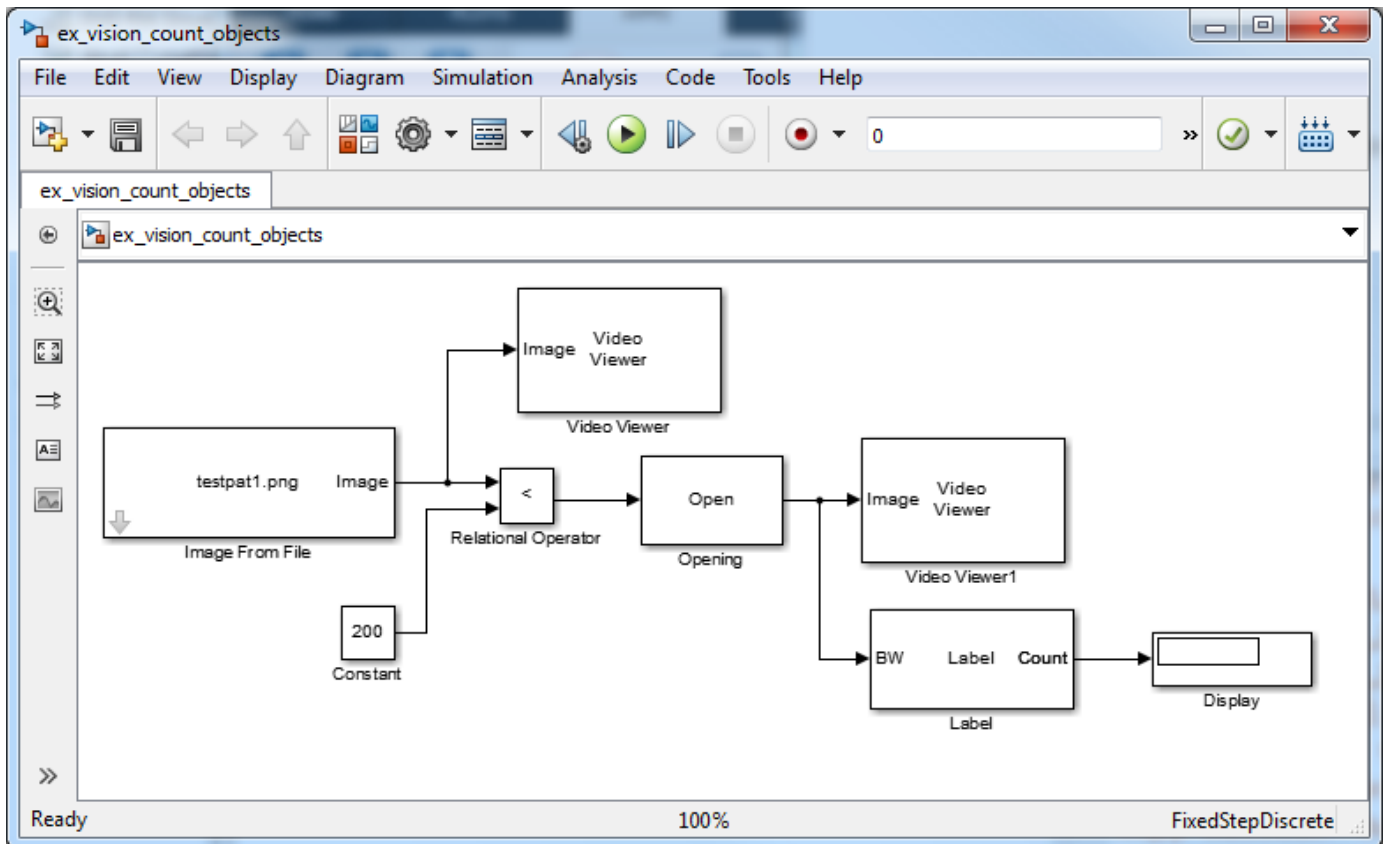 ex_vision_count_objects
File Edit View Display Diagram Simulation Analysis Code Tools Help
0
ex_vision_count_objects
ex_vision_count_objects
Image Video
Viewer
Video Viewer
testpat1.png Image
Image From File
<
Relational Operator
Open
Opening
Image Video
Viewer
Video Viewer1
200
Constant
BW Label Count
Label
Display
Ready 100% FixedStepDiscrete